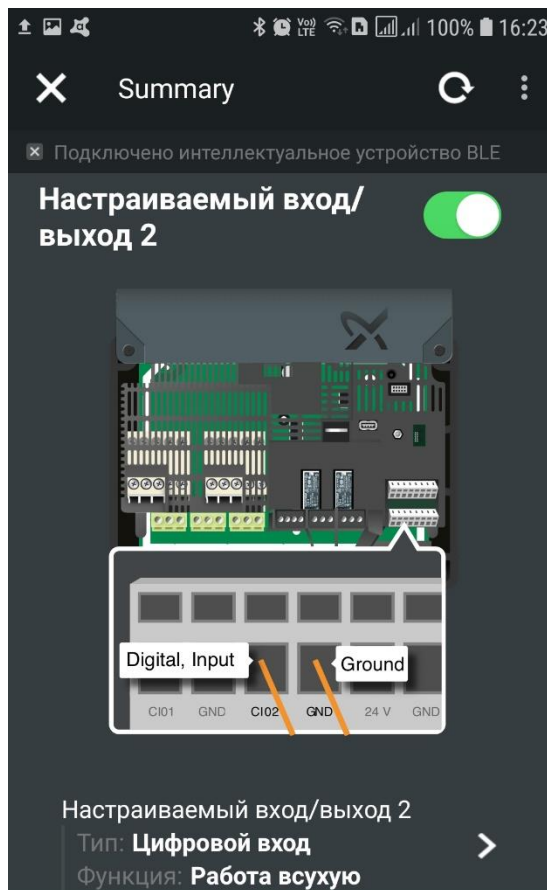 Vo))
LTE
100%
16:23
Summary
Подключено интеллектуальное устройство BLE
Настраиваемый вход/
выход 2
Digital, Input
Ground
CI01 GND CI02 GND 24 V GND
Настраиваемый вход/выход 2
Тип: Цифровой вход
Функция: Работа всухую